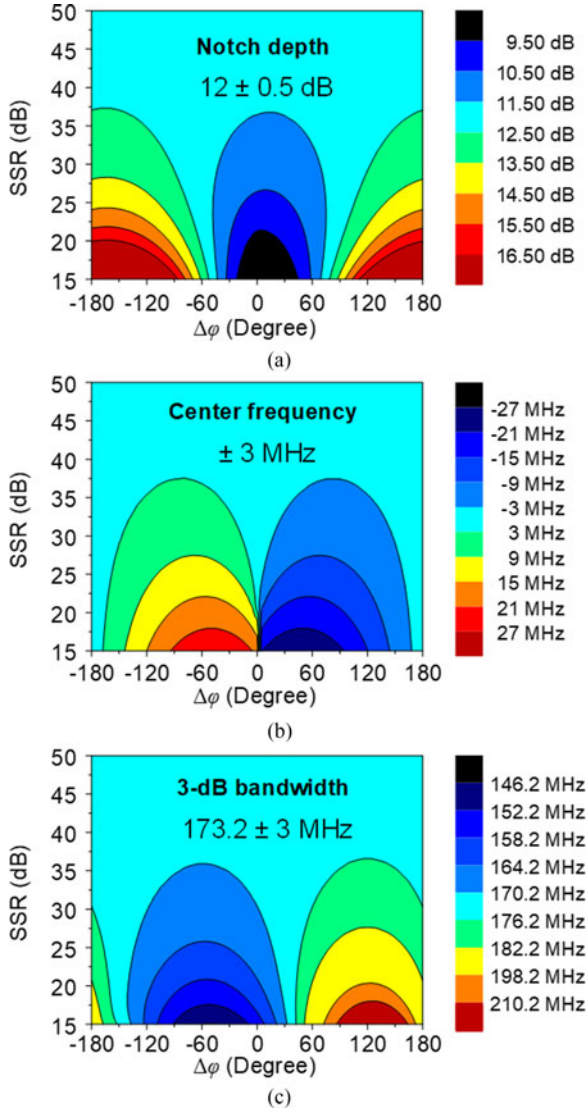 50
45
40
35
30
25
20
15
SSR (dB)
Notch depth
12 ± 0.5 dB
-180 -120 -60 0 60 120 180
Δφ (Degree)
9.50 dB
10.50 dB
11.50 dB
12.50 dB
13.50 dB
14.50 dB
15.50 dB
16.50 dB
(a)
50
45
40
35
30
25
20
15
SSR (dB)
Center frequency
± 3 MHz
-180 -120 -60 0 60 120 180
Δφ (Degree)
-27 MHz
-21 MHz
-15 MHz
-9 MHz
-3 MHz
3 MHz
9 MHz
15 MHz
21 MHz
27 MHz
(b)
50
45
40
35
30
25
20
15
SSR (dB)
3-dB bandwidth
173.2 ± 3 MHz
-180 -120 -60 0 60 120 180
Δφ (Degree)
146.2 MHz
152.2 MHz
158.2 MHz
164.2 MHz
170.2 MHz
176.2 MHz
182.2 MHz
198.2 MHz
210.2 MHz
(c)